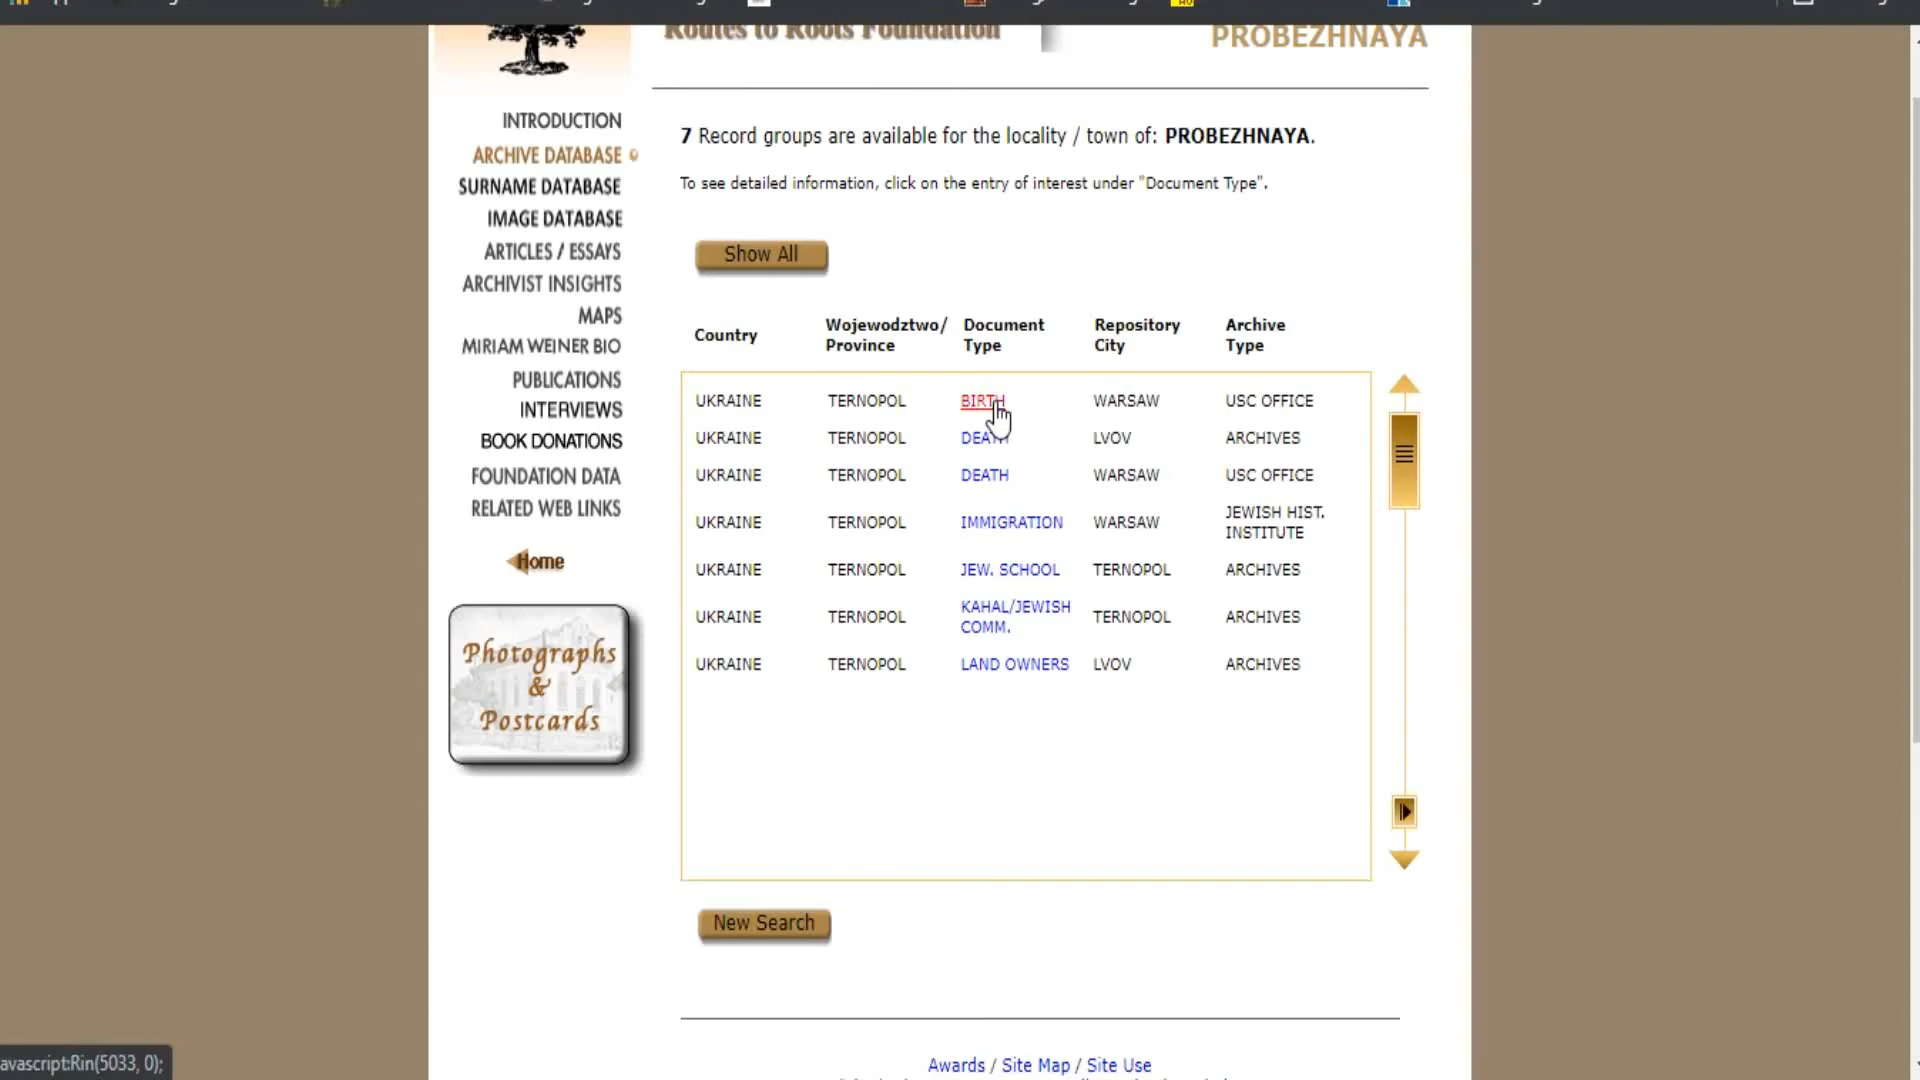 Routes to Roots Foundation
PROBEZHNAYA
INTRODUCTION
ARCHIVE DATABASE
SURNAME DATABASE
IMAGE DATABASE
ARTICLES / ESSAYS
ARCHIVIST INSIGHTS
MAPS
MIRIAM WEINER BIO
PUBLICATIONS
INTERVIEWS
BOOK DONATIONS
FOUNDATION DATA
RELATED WEB LINKS
Home
Photographs
&
Postcards
7 Record groups are available for the locality / town of: PROBEZHNAYA.
To see detailed information, click on the entry of interest under "Document Type".
Show All
Country Wojewodztwo/ Province Document Type Repository City Archive Type
UKRAINE TERNOPOL BIRTH WARSAW USC OFFICE
UKRAINE TERNOPOL DEATH LVOV ARCHIVES
UKRAINE TERNOPOL DEATH WARSAW USC OFFICE
UKRAINE TERNOPOL IMMIGRATION WARSAW JEWISH HIST. INSTITUTE
UKRAINE TERNOPOL JEW. SCHOOL TERNOPOL ARCHIVES
UKRAINE TERNOPOL KAHAL/JEWISH COMM. TERNOPOL ARCHIVES
UKRAINE TERNOPOL LAND OWNERS LVOV ARCHIVES
New Search
Awards / Site Map / Site Use
avascript:Rin(5033, 0);